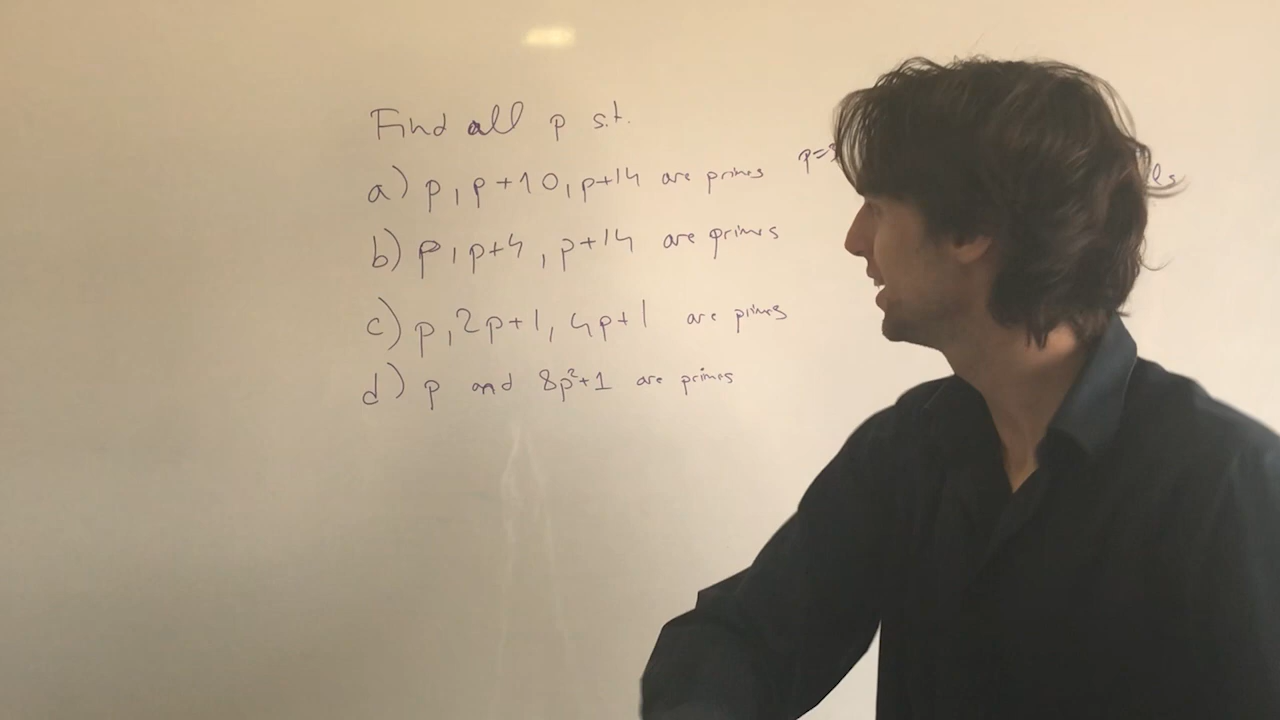 Find all p s.t.
a) p, p+10, p+14 are primes p=3
b) p, p+4, p+14 are primes
c) p, 2p+1, 4p+1 are primes
d) p and 8p²+1 are primes